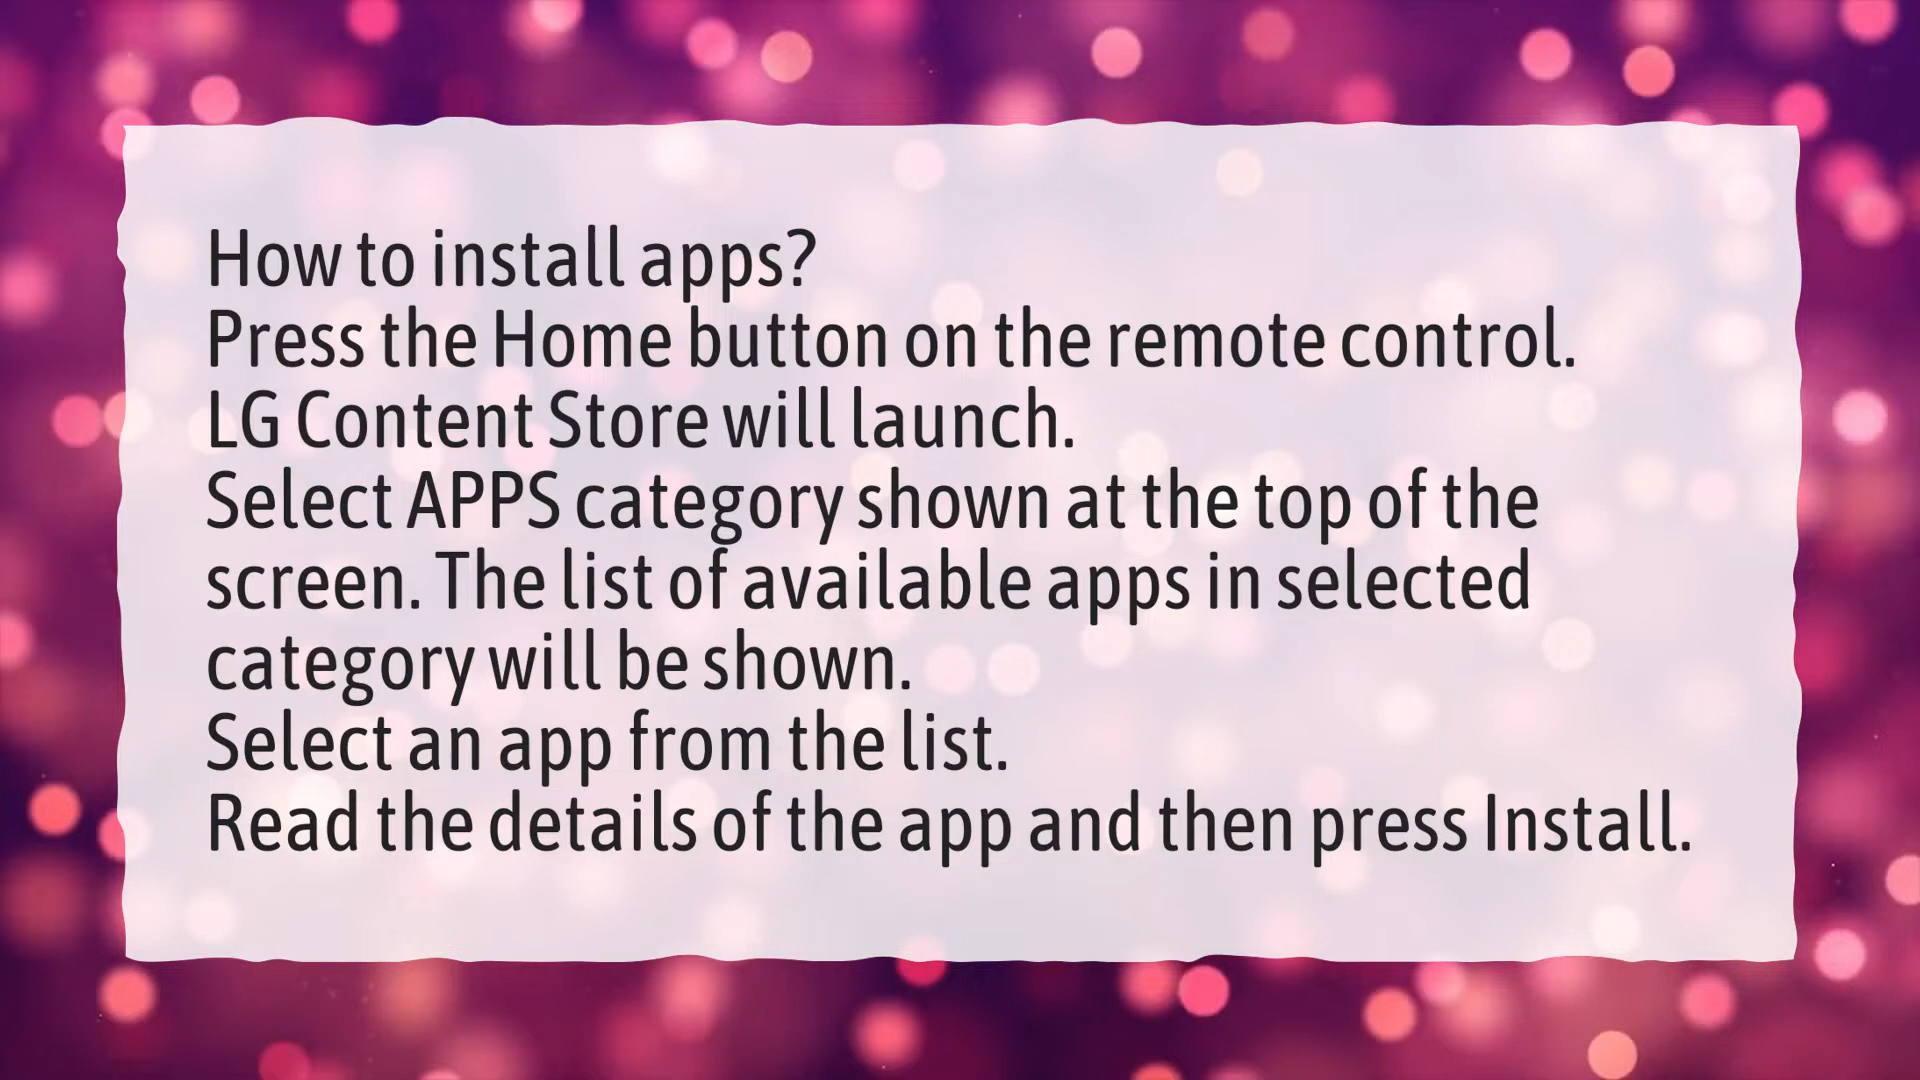 How to install apps?
Press the Home button on the remote control.
LG Content Store will launch.
Select APPS category shown at the top of the
screen. The list of available apps in selected
category will be shown.
Select an app from the list.
Read the details of the app and then press Install.